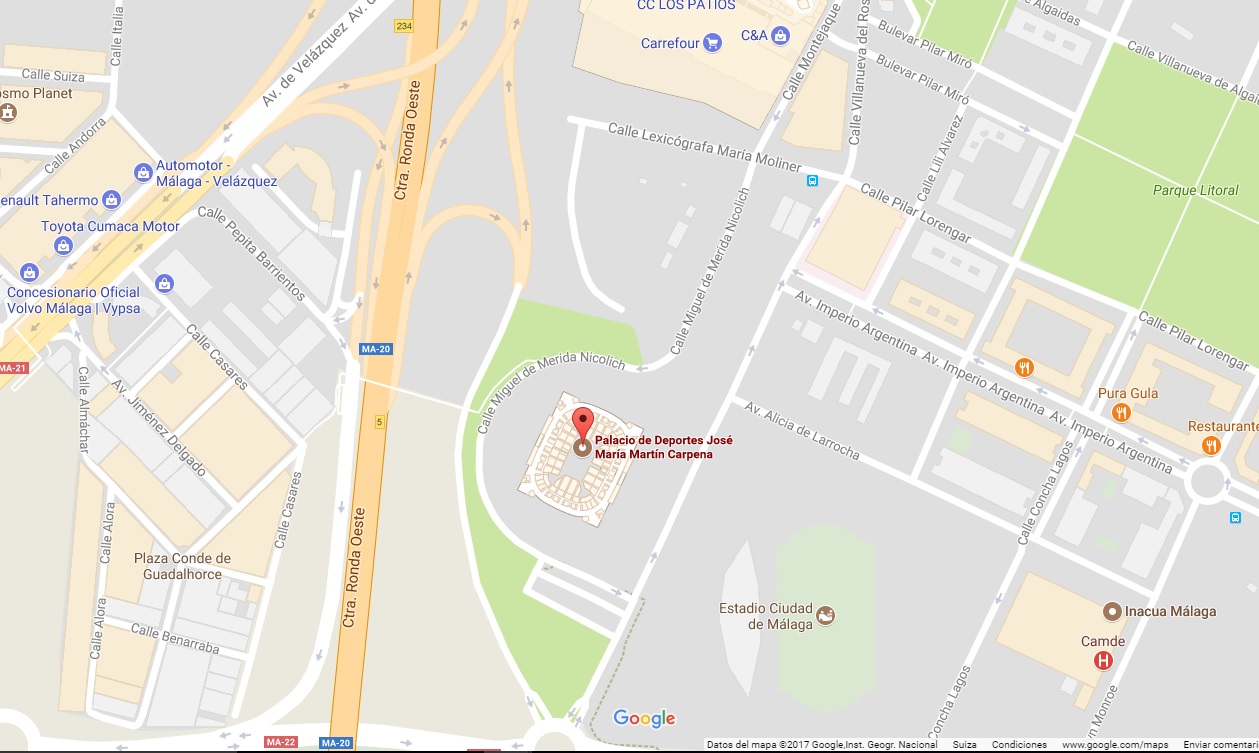 CC LOS PATIOS
Carrefour
C&A
Calle Italia
234
Av. de Velázquez
Av.
Calle Suiza
osmo Planet
Calle Andorra
Automotor -
Málaga - Velázquez
enault Tahermo
Toyota Cumaca Motor
Concesionario Oficial
Volvo Málaga | Vypsa
Calle Pepita Barrientos
Ctra. Ronda Oeste
Calle Montejaque
Calle Villanueva del Ros
Bulevar Pilar Miró
Bulevar Pilar Miró
Algaidas
Calle Villanueva de Algai
Calle Lexicógrafa María Moliner
Calle Lili Álvarez
Parque Litoral
Calle Pilar Lorengar
Calle Miguel de Merida Nicolich
Av. Imperio Argentina
Av. Imperio Argentina
Av. Imperio Argentina
Calle Pilar Lorengar
MA-20
MA-21
Calle Casares
Calle Miguel de Merida Nicolich
Calle Miguel de Merida Nicolich
Pura Gula
Restaurante
Calle Almáchar
Av. Jiménez Delgado
5
Palacio de Deportes José
María Martín Carpena
Av. Alicia de Larrocha
Calle Concha Lagos
Calle Casares
Calle Alora
Ctra. Ronda Oeste
Plaza Conde de
Guadalhorce
Calle Alora
Calle Benarraba
Estadio Ciudad
de Málaga
Inacua Málaga
Camde
H
Concha Lagos
yn Monroe
Google
MA-22
MA-20
Datos del mapa ©2017 Google,Inst. Geogr. Nacional
Suiza
Condiciones
www.google.com/maps
Enviar comentar